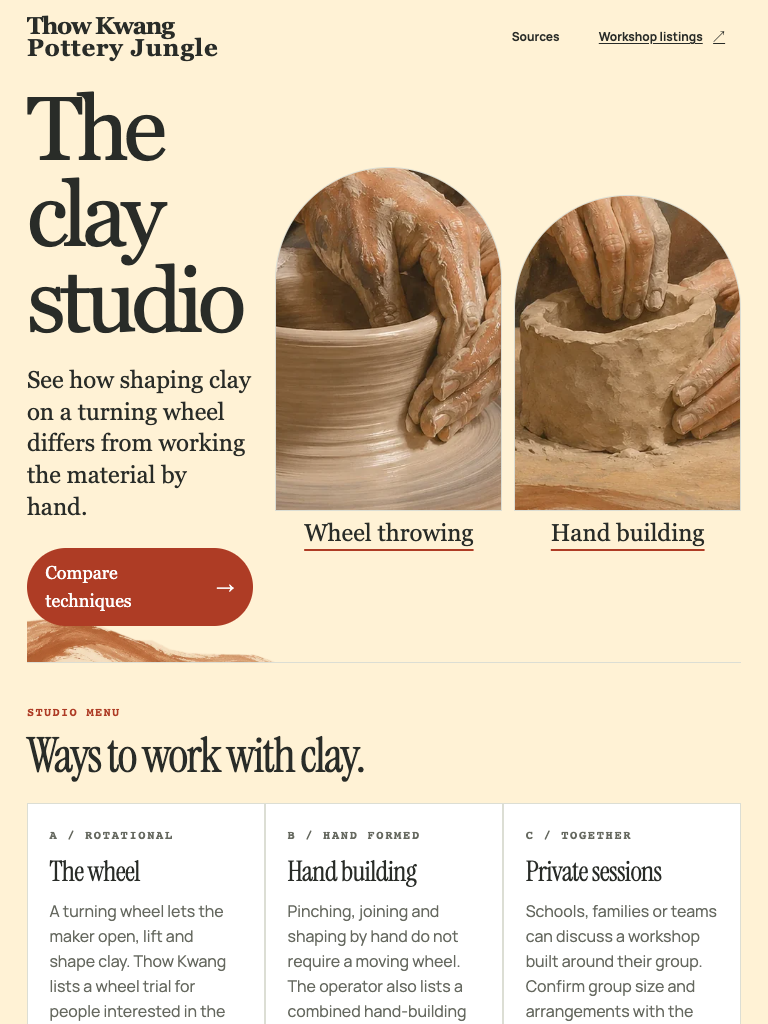 Thow Kwang
Pottery Jungle
Sources
Workshop listings ↗
The
clay
studio
See how shaping clay
on a turning wheel
differs from working
the material by
hand.
Compare
techniques →
Wheel throwing
Hand building
STUDIO MENU
Ways to work with clay.
A / ROTATIONAL
The wheel
A turning wheel lets the
maker open, lift and
shape clay. Thow Kwang
lists a wheel trial for
people interested in the
B / HAND FORMED
Hand building
Pinching, joining and
shaping by hand do not
require a moving wheel.
The operator also lists a
combined hand-building
C / TOGETHER
Private sessions
Schools, families or teams
can discuss a workshop
built around their group.
Confirm group size and
arrangements with the